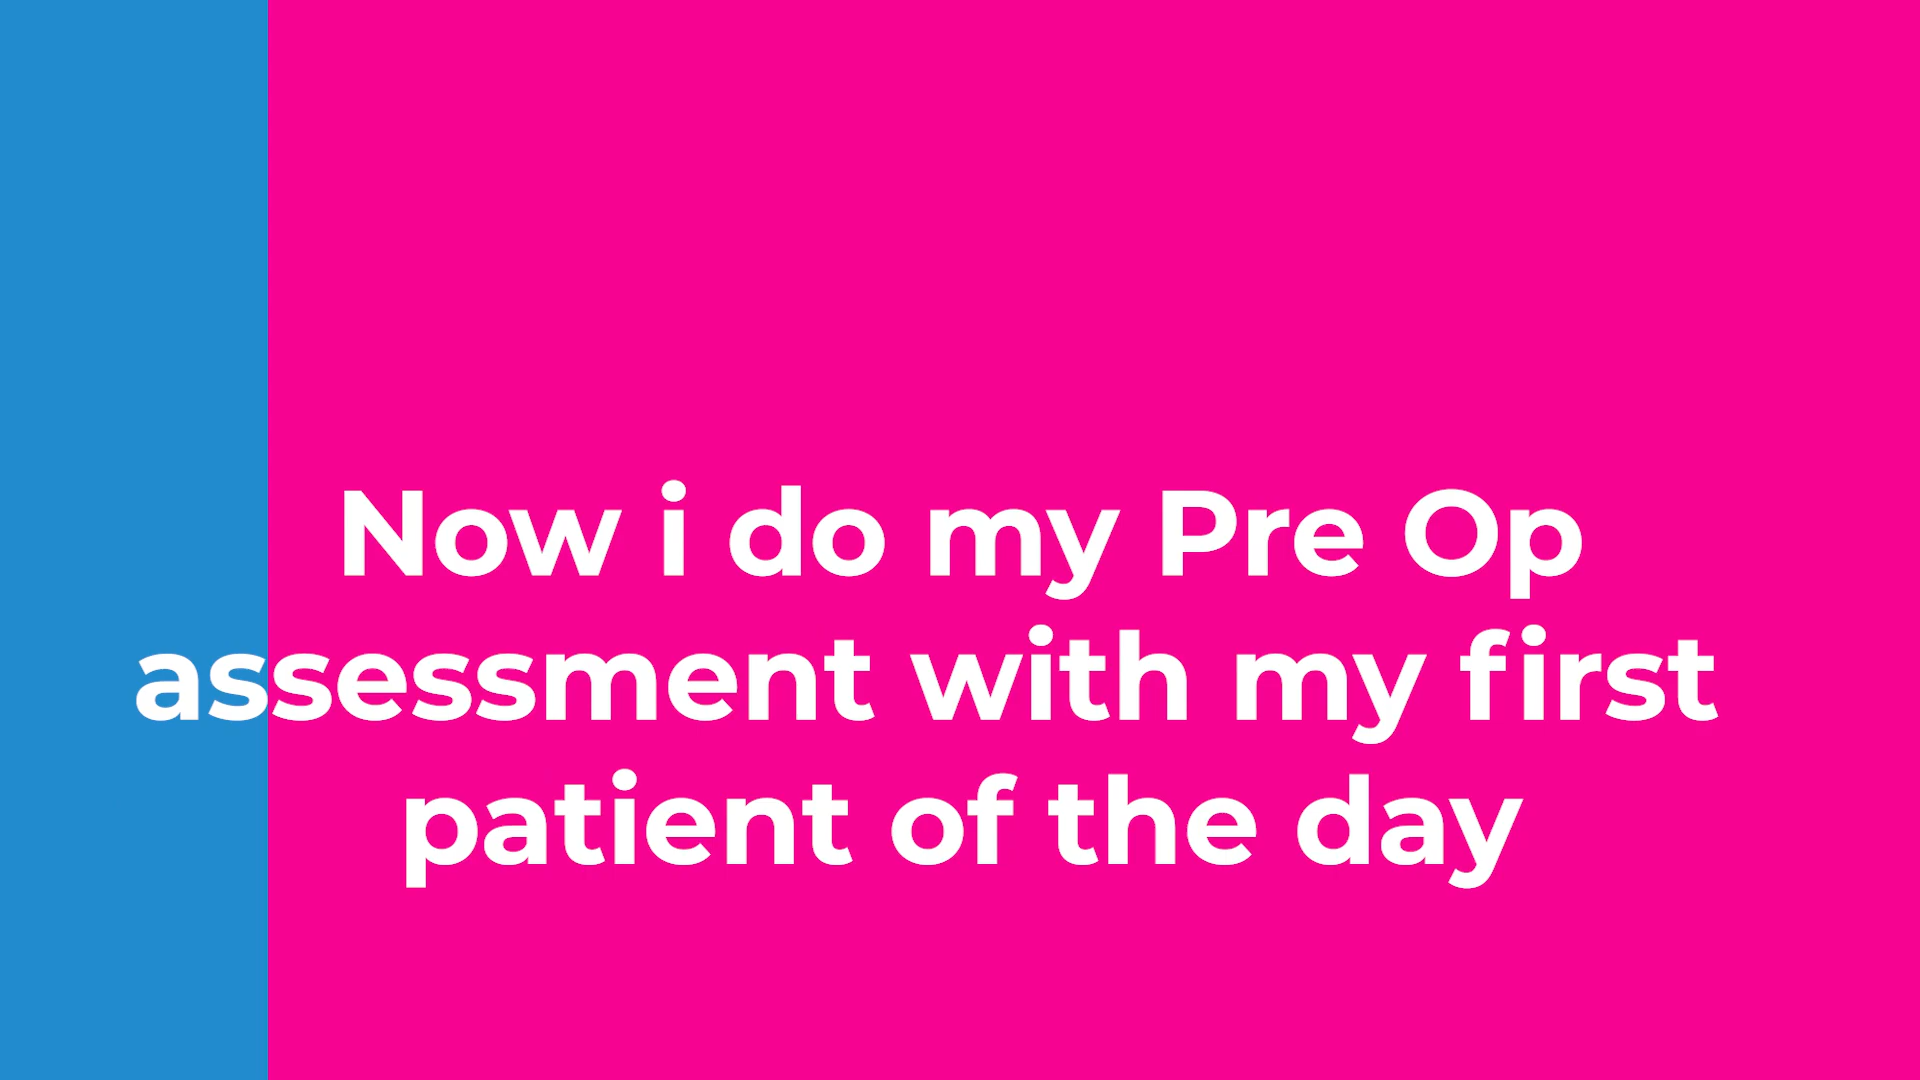 Now i do my Pre Op
assessment with my first
patient of the day